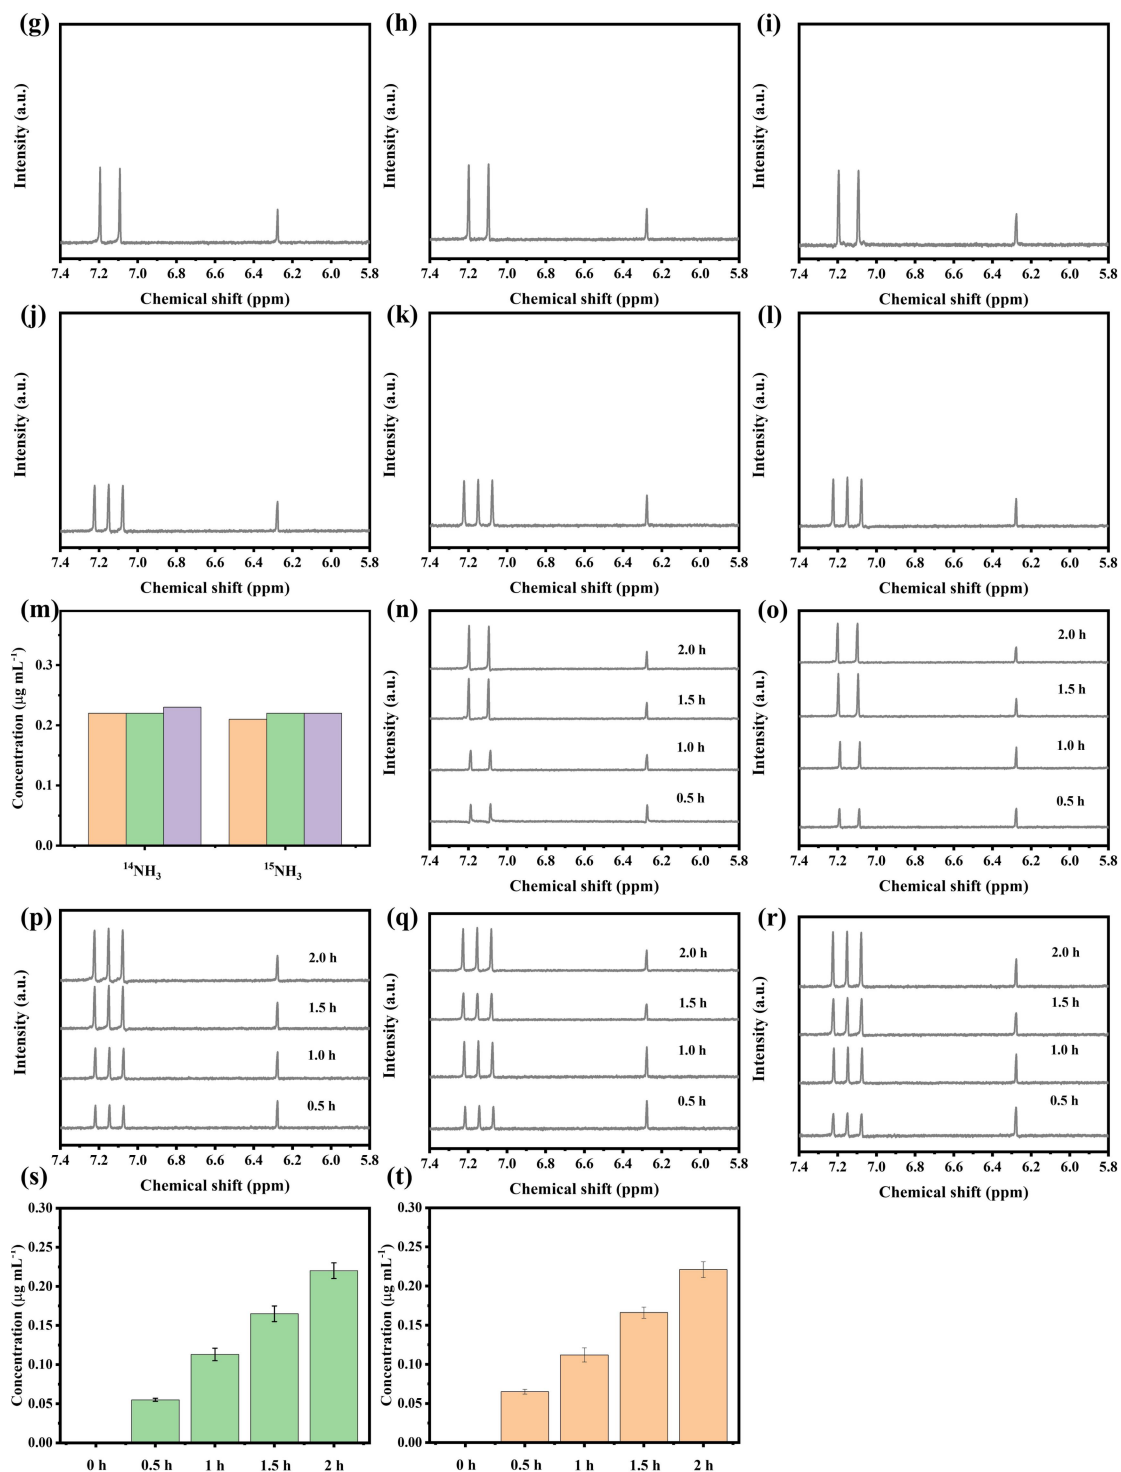 (g)
Intensity (a.u.)
7.4 7.2 7.0 6.8 6.6 6.4 6.2 6.0 5.8
Chemical shift (ppm)
(h)
Intensity (a.u.)
7.4 7.2 7.0 6.8 6.6 6.4 6.2 6.0 5.8
Chemical shift (ppm)
(i)
Intensity (a.u.)
7.4 7.2 7.0 6.8 6.6 6.4 6.2 6.0 5.8
Chemical shift (ppm)
(j)
Intensity (a.u.)
7.4 7.2 7.0 6.8 6.6 6.4 6.2 6.0 5.8
Chemical shift (ppm)
(k)
Intensity (a.u.)
7.4 7.2 7.0 6.8 6.6 6.4 6.2 6.0 5.8
Chemical shift (ppm)
(l)
Intensity (a.u.)
7.4 7.2 7.0 6.8 6.6 6.4 6.2 6.0 5.8
Chemical shift (ppm)
(m)
Concentration (μg mL⁻¹)
0.3
0.2
0.1
0.0
¹⁴NH₃ ¹⁵NH₃
(n)
Intensity (a.u.)
2.0 h
1.5 h
1.0 h
0.5 h
7.4 7.2 7.0 6.8 6.6 6.4 6.2 6.0 5.8
Chemical shift (ppm)
(o)
Intensity (a.u.)
2.0 h
1.5 h
1.0 h
0.5 h
7.4 7.2 7.0 6.8 6.6 6.4 6.2 6.0 5.8
Chemical shift (ppm)
(p)
Intensity (a.u.)
2.0 h
1.5 h
1.0 h
0.5 h
7.4 7.2 7.0 6.8 6.6 6.4 6.2 6.0 5.8
Chemical shift (ppm)
(q)
Intensity (a.u.)
2.0 h
1.5 h
1.0 h
0.5 h
7.4 7.2 7.0 6.8 6.6 6.4 6.2 6.0 5.8
Chemical shift (ppm)
(r)
Intensity (a.u.)
2.0 h
1.5 h
1.0 h
0.5 h
7.4 7.2 7.0 6.8 6.6 6.4 6.2 6.0 5.8
Chemical shift (ppm)
(s)
Concentration (μg mL⁻¹)
0.30
0.25
0.20
0.15
0.10
0.05
0.00
0 h 0.5 h 1 h 1.5 h 2 h
(t)
Concentration (μg mL⁻¹)
0.30
0.25
0.20
0.15
0.10
0.05
0.00
0 h 0.5 h 1 h 1.5 h 2 h